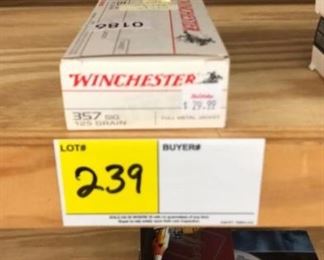 0186
WINCHESTER
$ 29.99
357 SIG
125 GRAIN
FULL METAL JACKET
LOT#
BUYER#
239